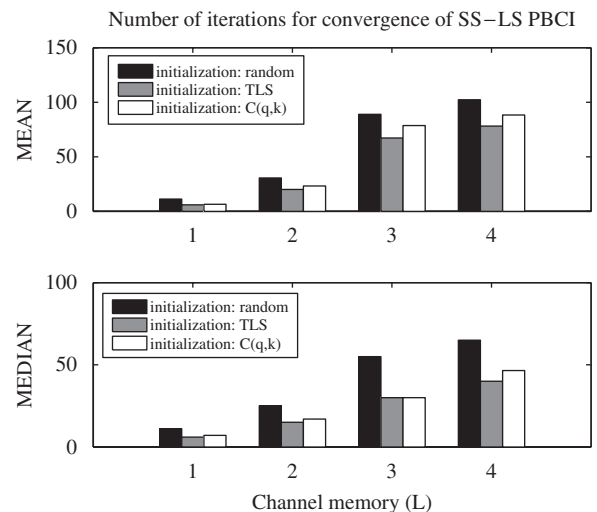 Number of iterations for convergence of SS−LS PBCI
150
100
50
0
MEAN
initialization: random
initialization: TLS
initialization: C(q,k)
1 2 3 4
100
50
0
MEDIAN
initialization: random
initialization: TLS
initialization: C(q,k)
1 2 3 4
Channel memory (L)